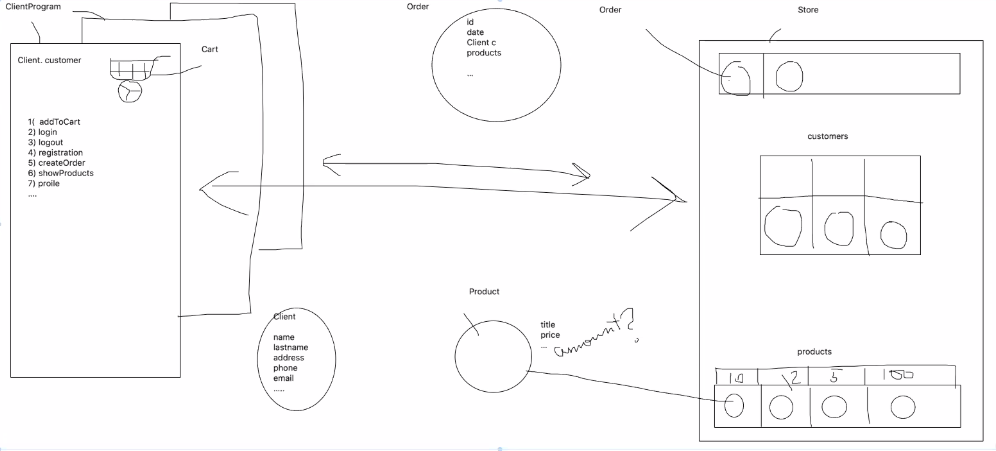 ClientProgram
Client. customer
Cart
1( addToCart
2) login
3) logout
4) registration
5) createOrder
6) showProducts
7) proile
....
Order
id
date
Client c
products
...
Order
Store
customers
Client
name
lastname
address
phone
email
.....
Product
title
price
amount?
products
10 12 5 100